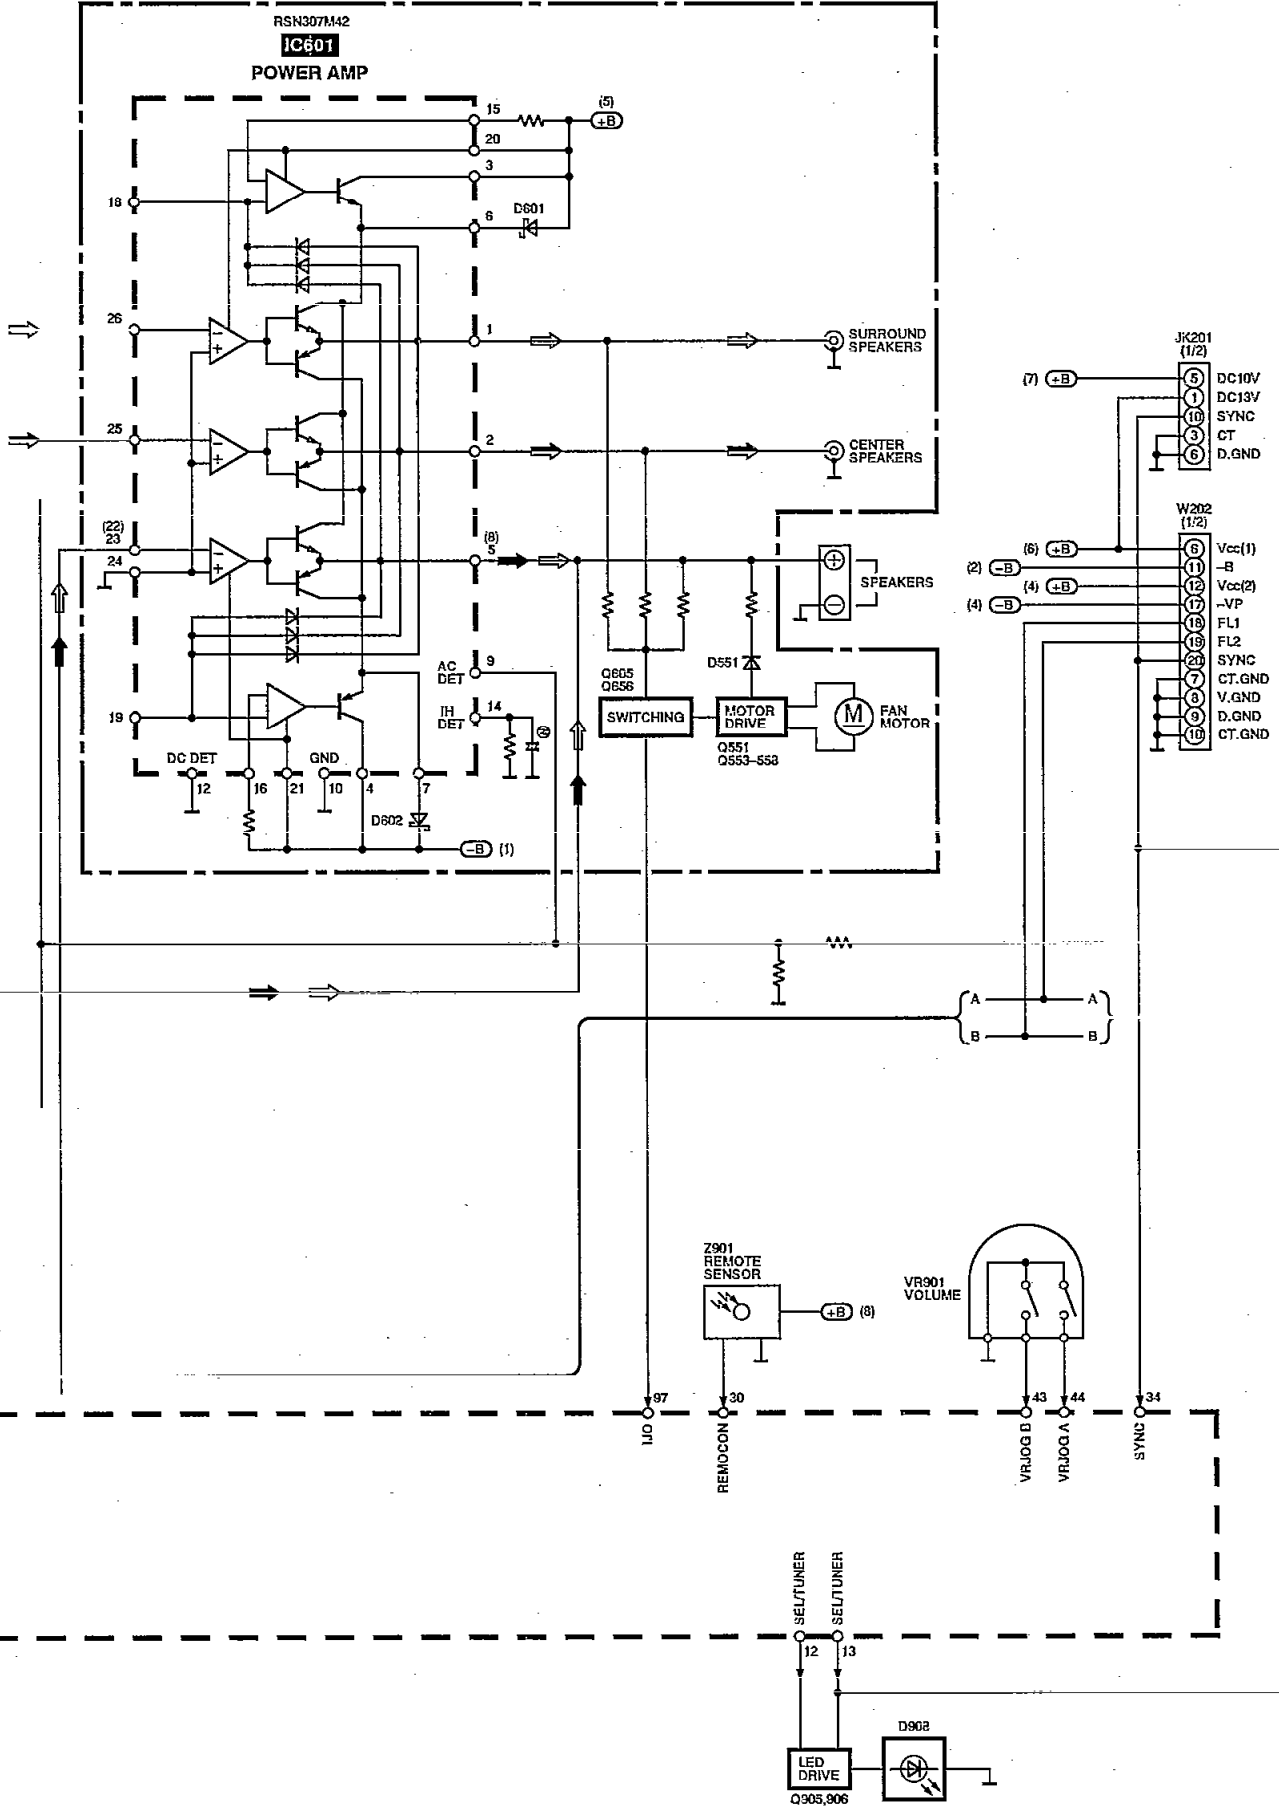 RSN307M42
IC601
POWER AMP
15
(5)
+B
20
3
18
6
D601
26
1
SURROUND
SPEAKERS
JK201
(1/2)
(7) +B
5 DC10V
1 DC13V
10 SYNC
3 CT
6 D.GND
25
2
CENTER
SPEAKERS
W202
(1/2)
(22)
23
24
(8)
5
SPEAKERS
(6) +B
6 Vcc(1)
(2) -B
11 -B
(4) +B
12 Vcc(2)
(4) -B
17 -VP
18 FL1
19 FL2
20 SYNC
7 CT.GND
8 V.GND
9 D.GND
10 CT.GND
AC
DET
9
D551
Q605
Q656
SWITCHING
MOTOR
DRIVE
M
FAN
MOTOR
19
IH
DET
14
Q551
Q553-558
DC DET
GND
12
16
21
10
4
7
D602
-B (1)
A
A
B
B
Z901
REMOTE
SENSOR
+B (8)
VR901
VOLUME
97
30
43
44
34
REMOCON
VRJOG B
VRJOG A
SYNC
SEL/TUNER
SEL/TUNER
12
13
D902
LED
DRIVE
Q905,906